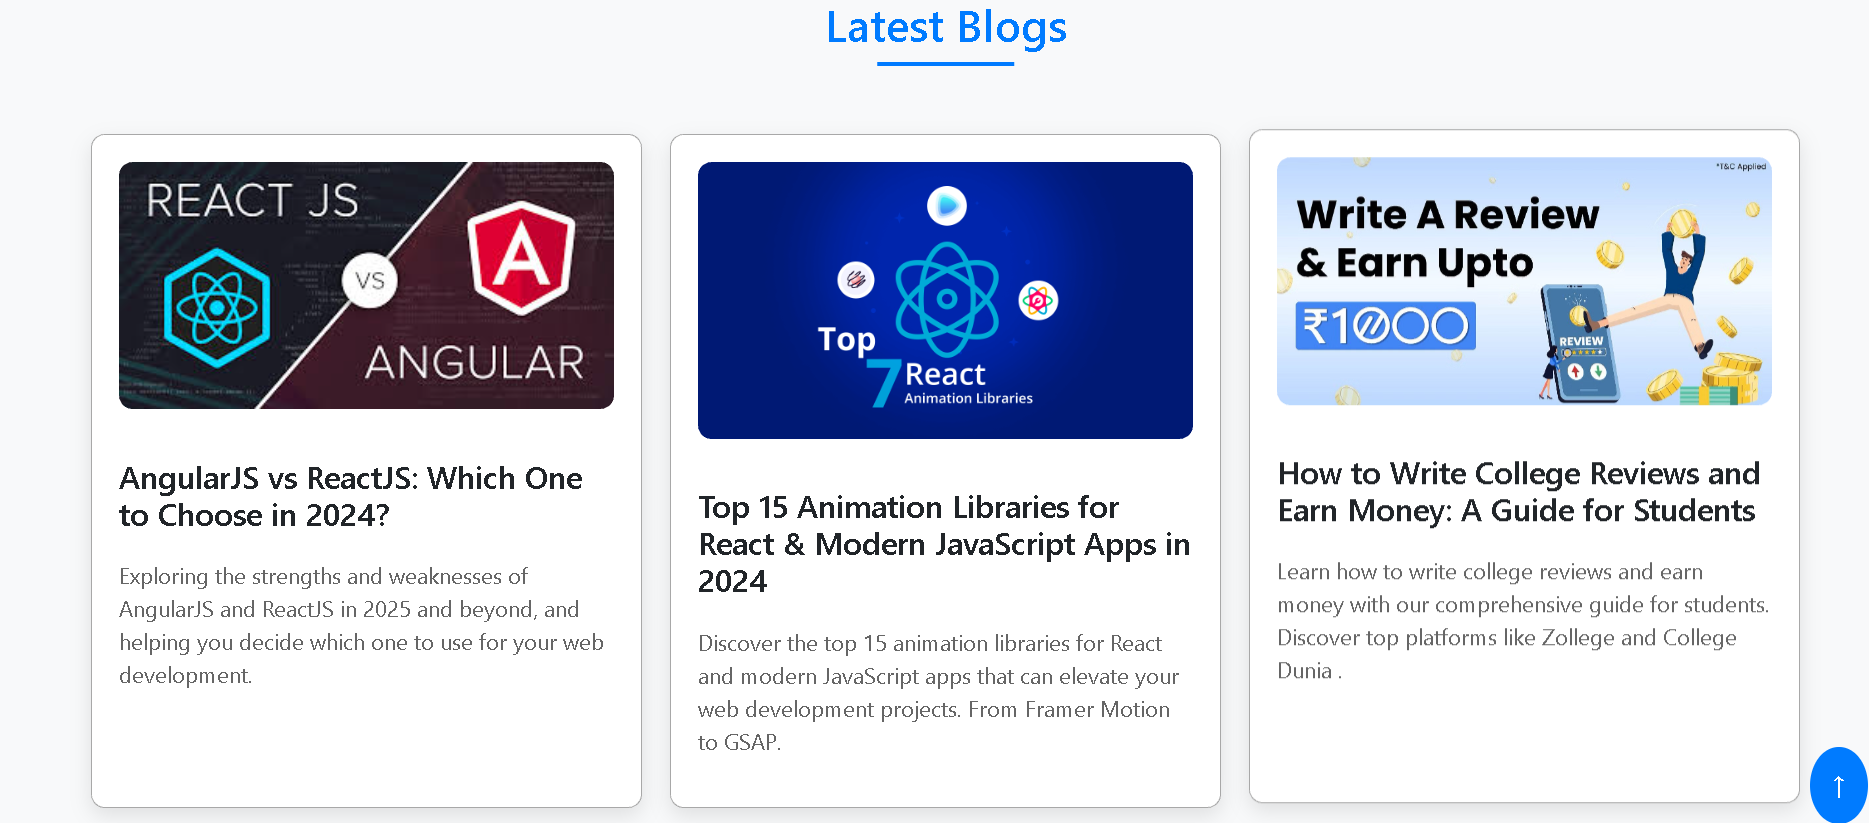 Latest Blogs
REACT JS
VS
ANGULAR
AngularJS vs ReactJS: Which One
to Choose in 2024?
Exploring the strengths and weaknesses of
AngularJS and ReactJS in 2025 and beyond, and
helping you decide which one to use for your web
development.
Top
7 React
Animation Libraries
Top 15 Animation Libraries for
React & Modern JavaScript Apps in
2024
Discover the top 15 animation libraries for React
and modern JavaScript apps that can elevate your
web development projects. From Framer Motion
to GSAP.
*T&C Applied
Write A Review
& Earn Upto
₹1000
REVIEW
How to Write College Reviews and
Earn Money: A Guide for Students
Learn how to write college reviews and earn
money with our comprehensive guide for students.
Discover top platforms like Zollege and College
Dunia .
↑